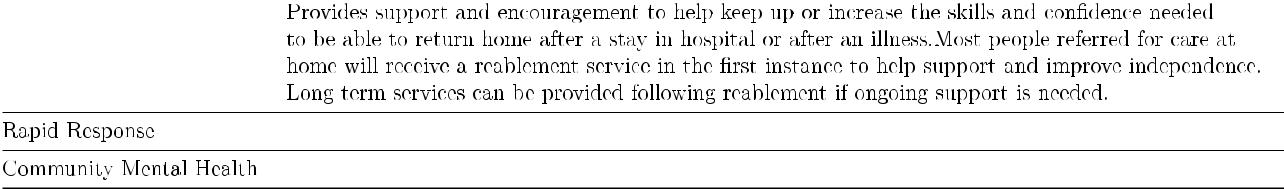 Provides support and encouragement to help keep up or increase the skills and confidence needed
to be able to return home after a stay in hospital or after an illness.Most people referred for care at
home will receive a reablement service in the first instance to help support and improve independence.
Long term services can be provided following reablement if ongoing support is needed.
Rapid Response
Community Mental Health